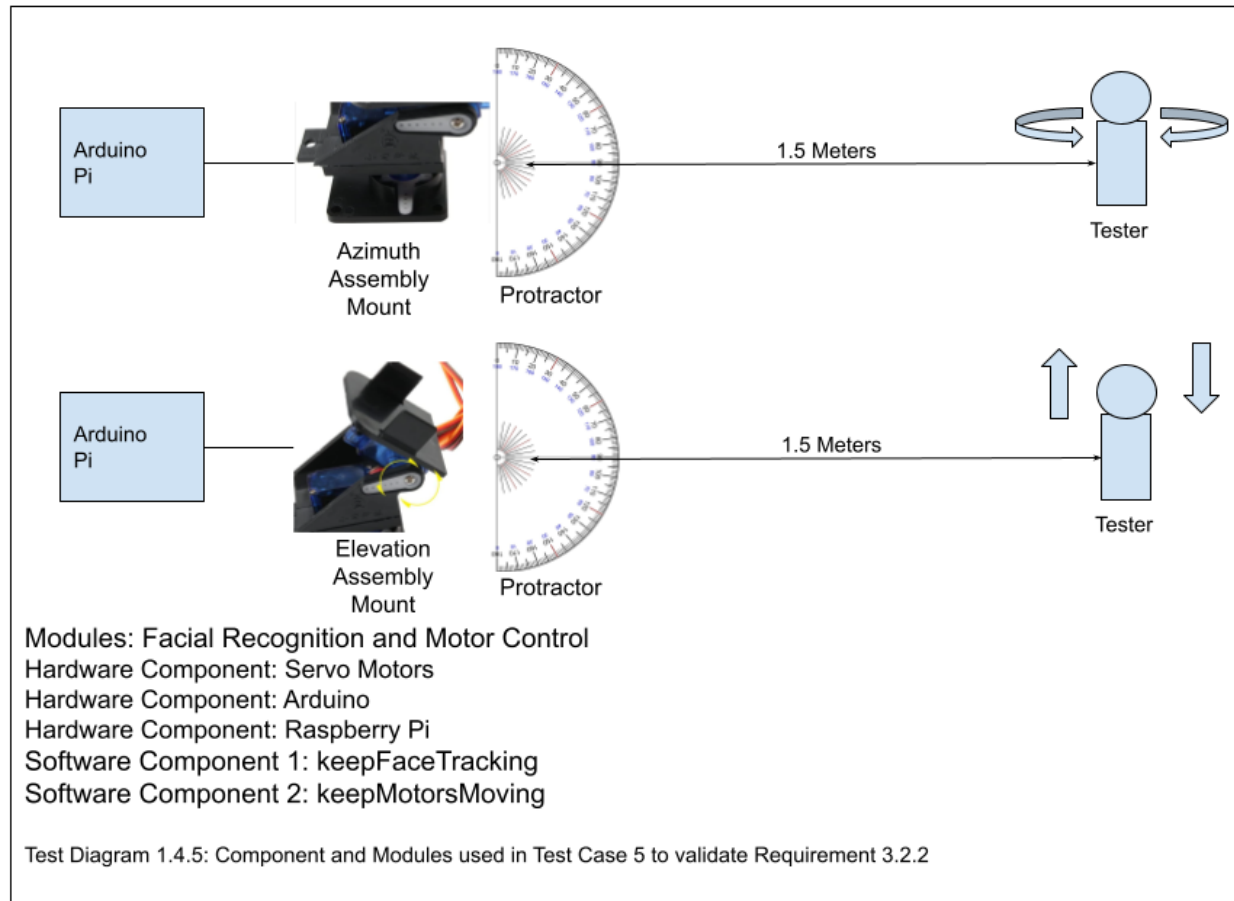 Arduino
Pi
Azimuth
Assembly
Mount
Protractor
1.5 Meters
Tester
Arduino
Pi
Elevation
Assembly
Mount
Protractor
1.5 Meters
Tester
Modules: Facial Recognition and Motor Control
Hardware Component: Servo Motors
Hardware Component: Arduino
Hardware Component: Raspberry Pi
Software Component 1: keepFaceTracking
Software Component 2: keepMotorsMoving
Test Diagram 1.4.5: Component and Modules used in Test Case 5 to validate Requirement 3.2.2